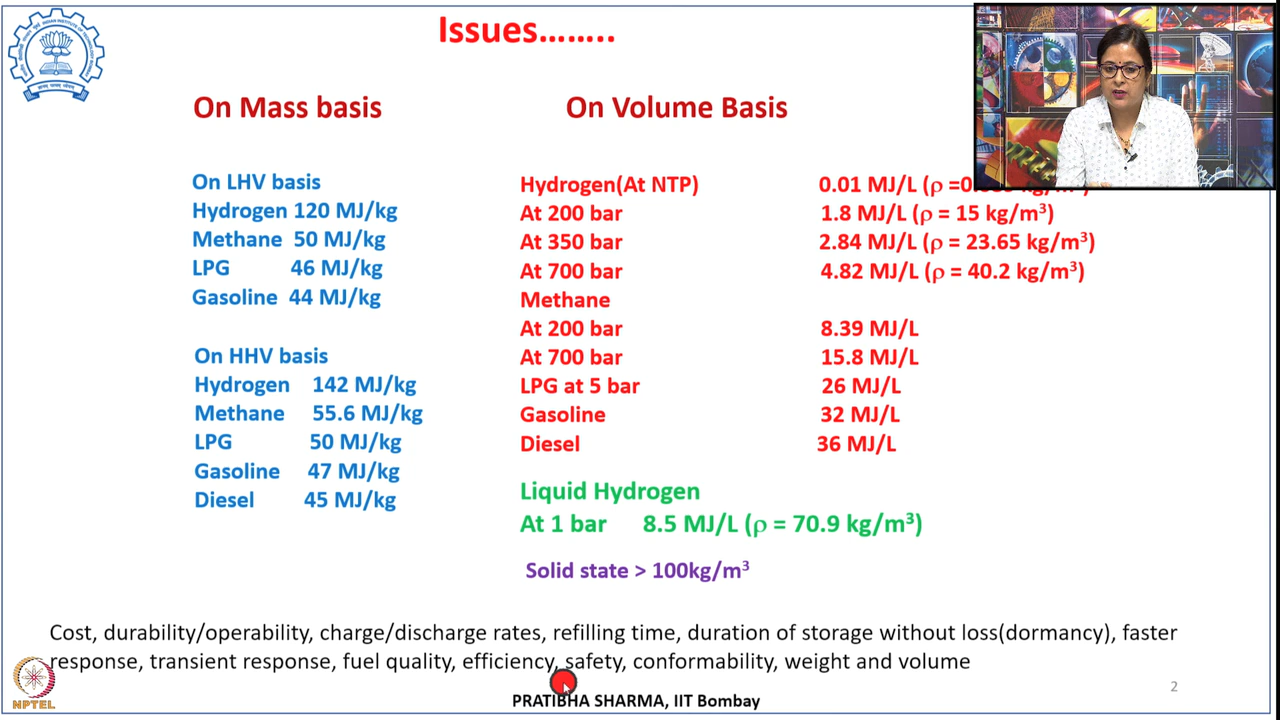 Issues........
On Mass basis
On LHV basis
Hydrogen 120 MJ/kg
Methane 50 MJ/kg
LPG 46 MJ/kg
Gasoline 44 MJ/kg
On HHV basis
Hydrogen 142 MJ/kg
Methane 55.6 MJ/kg
LPG 50 MJ/kg
Gasoline 47 MJ/kg
Diesel 45 MJ/kg
On Volume Basis
Hydrogen(At NTP) 0.01 MJ/L (ρ =0.
At 200 bar 1.8 MJ/L (ρ = 15 kg/m³)
At 350 bar 2.84 MJ/L (ρ = 23.65 kg/m³)
At 700 bar 4.82 MJ/L (ρ = 40.2 kg/m³)
Methane
At 200 bar 8.39 MJ/L
At 700 bar 15.8 MJ/L
LPG at 5 bar 26 MJ/L
Gasoline 32 MJ/L
Diesel 36 MJ/L
Liquid Hydrogen
At 1 bar 8.5 MJ/L (ρ = 70.9 kg/m³)
Solid state > 100kg/m³
Cost, durability/operability, charge/discharge rates, refilling time, duration of storage without loss(dormancy), faster
response, transient response, fuel quality, efficiency, safety, conformability, weight and volume
NPTEL
PRATIBHA SHARMA, IIT Bombay
2